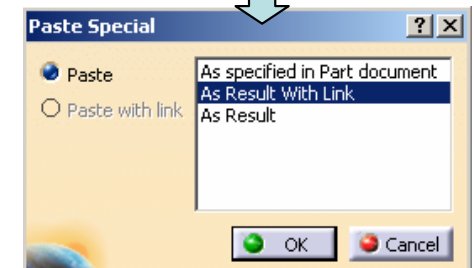 Paste Special
Paste
Paste with link
As specified in Part document
As Result With Link
As Result
OK
Cancel